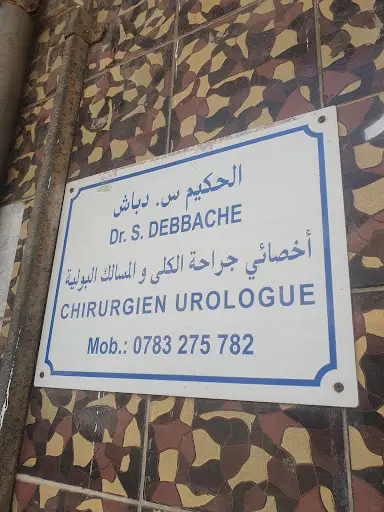 الحكيم س. دباش
Dr. S. DEBBACHE
أخصائي جراحة الكلى و المسالك البولية
CHIRURGIEN UROLOGUE
Mob.: 0783 275 782